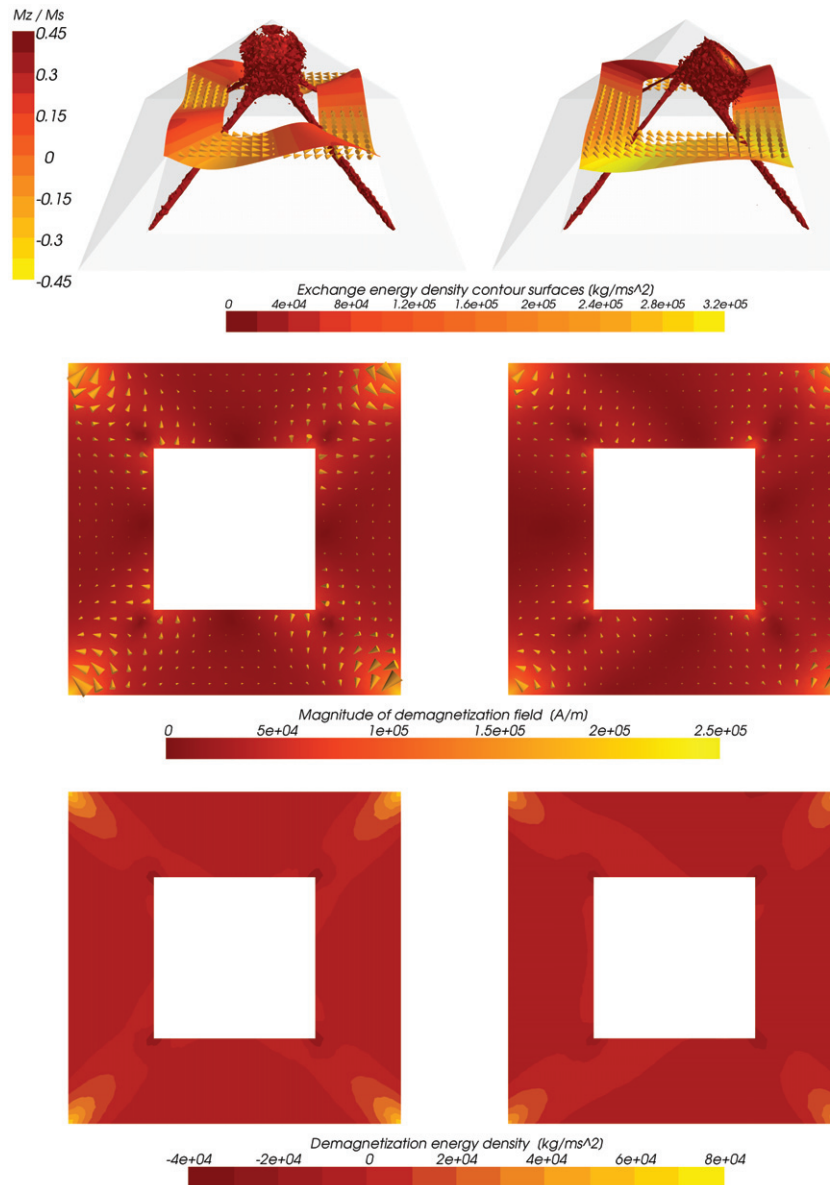 Mz / Ms
0.45
0.35
0.15
0
-0.15
-0.3
-0.45
Exchange energy density contour surfaces [kg/ms^2]
0 4e+04 8e+04 1.2e+05 1.6e+05 2e+05 2.4e+05 2.8e+05 3.2e+05
Magnitude of demagnetization field [A/m]
0 5e+04 1e+05 1.5e+05 2e+05 2.5e+05
Demagnetization energy density [kg/ms^2]
-4e+04 -2e+04 0 2e+04 4e+04 6e+04 8e+04